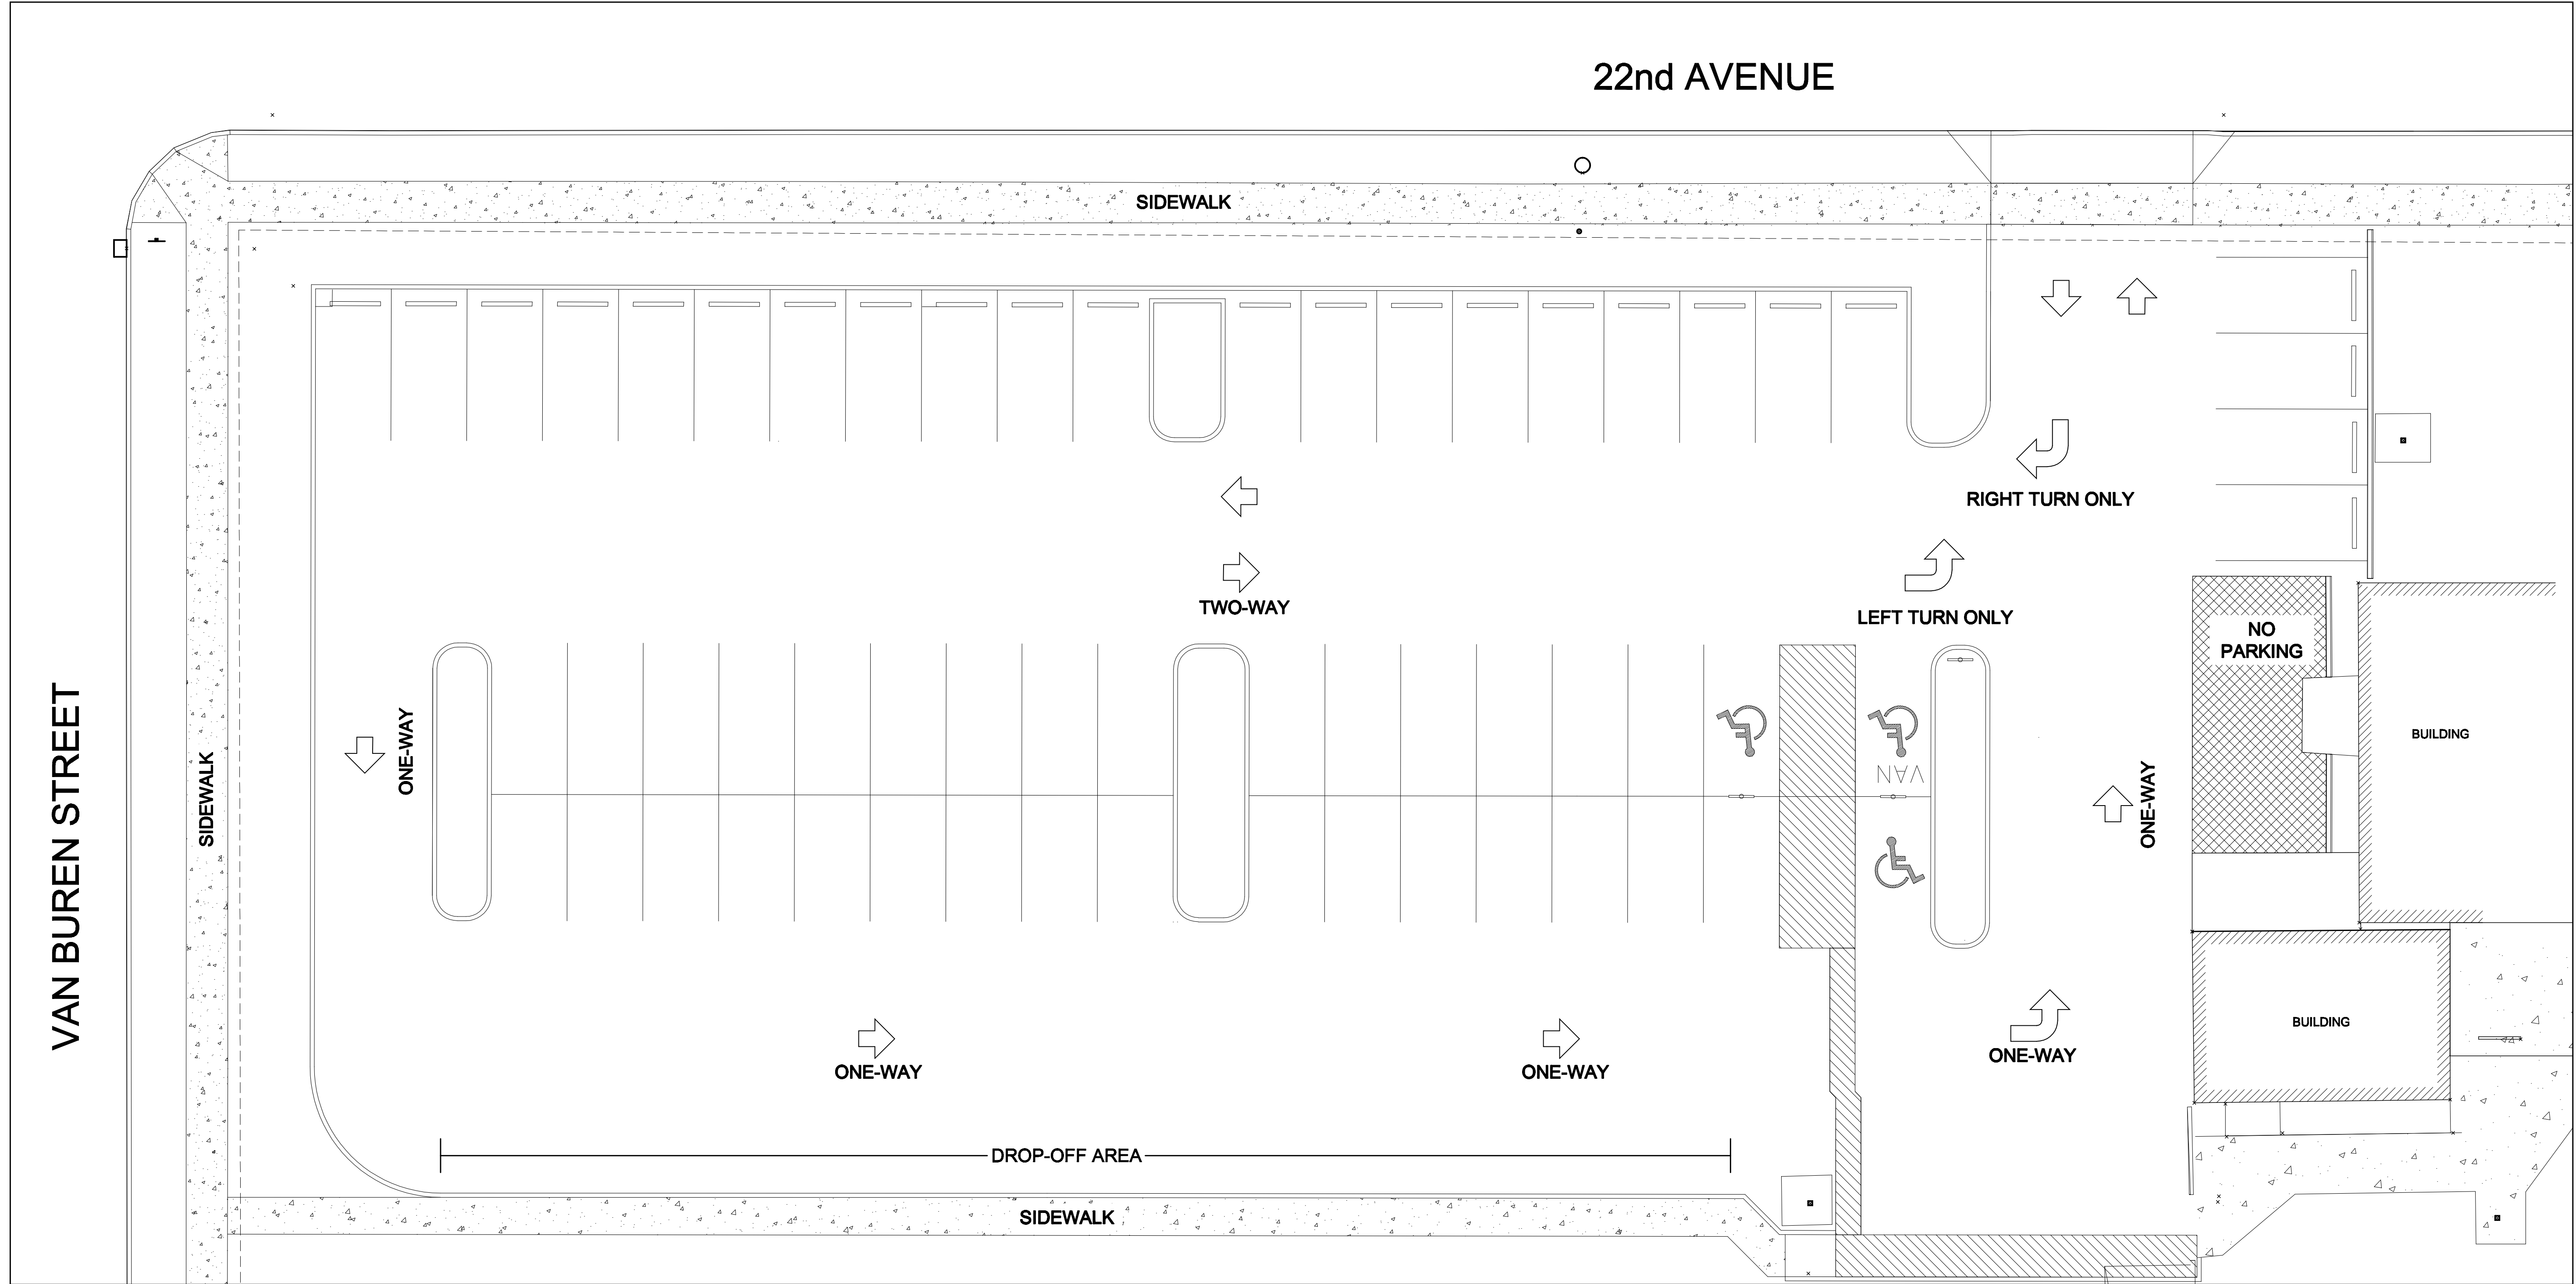 22nd AVENUE
SIDEWALK
RIGHT TURN ONLY
TWO-WAY
LEFT TURN ONLY
NO
PARKING
VAN BUREN STREET
SIDEWALK
ONE-WAY
VAN
ONE-WAY
BUILDING
BUILDING
ONE-WAY
ONE-WAY
ONE-WAY
DROP-OFF AREA
SIDEWALK